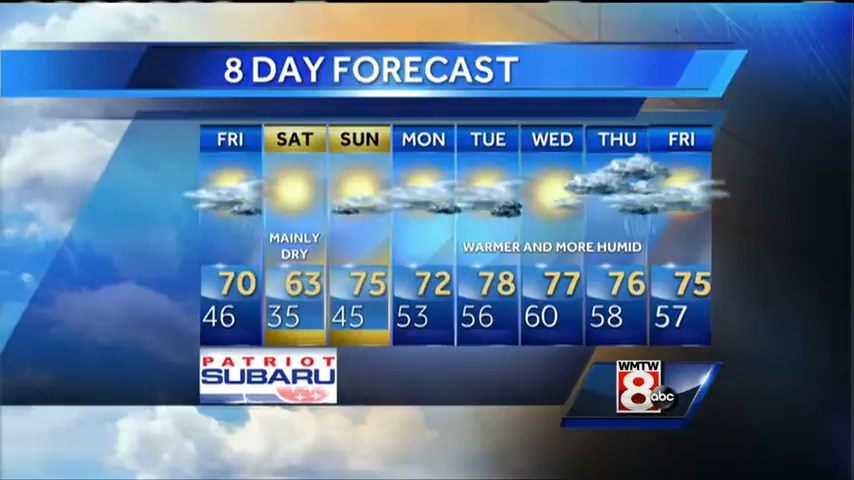 8 DAY FORECAST
FRI SAT SUN MON TUE WED THU FRI
MAINLY
DRY
WARMER AND MORE HUMID
70 63 75 72 78 77 76 75
46 35 45 53 56 60 58 57
PATRIOT
SUBARU
WMTW
8 abc